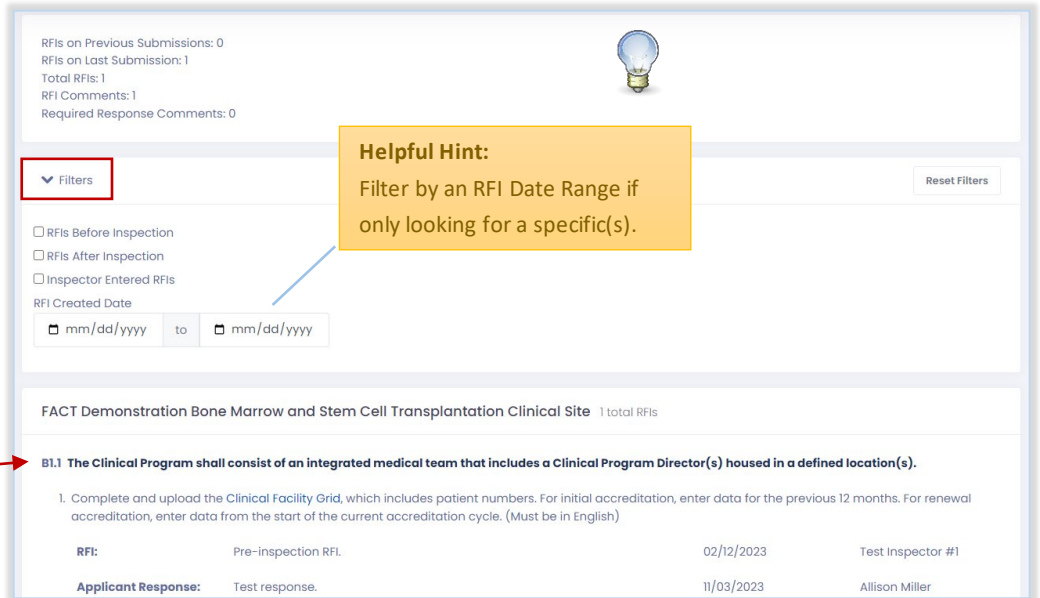 RFIs on Previous Submissions: 0
RFIs on Last Submission: 1
Total RFIs: 1
RFI Comments: 1
Required Response Comments: 0
Helpful Hint:
Filter by an RFI Date Range if
only looking for a specific(s).
Filters
Reset Filters
RFIs Before Inspection
RFIs After Inspection
Inspector Entered RFIs
RFI Created Date
mm/dd/yyyy to mm/dd/yyyy
FACT Demonstration Bone Marrow and Stem Cell Transplantation Clinical Site 1 total RFIs
B1.1 The Clinical Program shall consist of an integrated medical team that includes a Clinical Program Director(s) housed in a defined location(s).
1. Complete and upload the Clinical Facility Grid, which includes patient numbers. For initial accreditation, enter data for the previous 12 months. For renewal
accreditation, enter data from the start of the current accreditation cycle. (Must be in English)
RFI: Pre-inspection RFI. 02/12/2023 Test Inspector #1
Applicant Response: Test response. 11/03/2023 Allison Miller